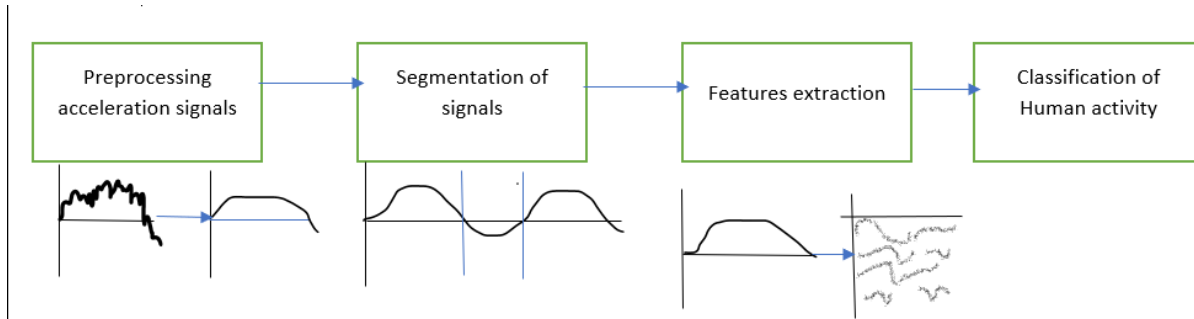 Preprocessing
acceleration signals
Segmentation of
signals
Features extraction
Classification of
Human activity